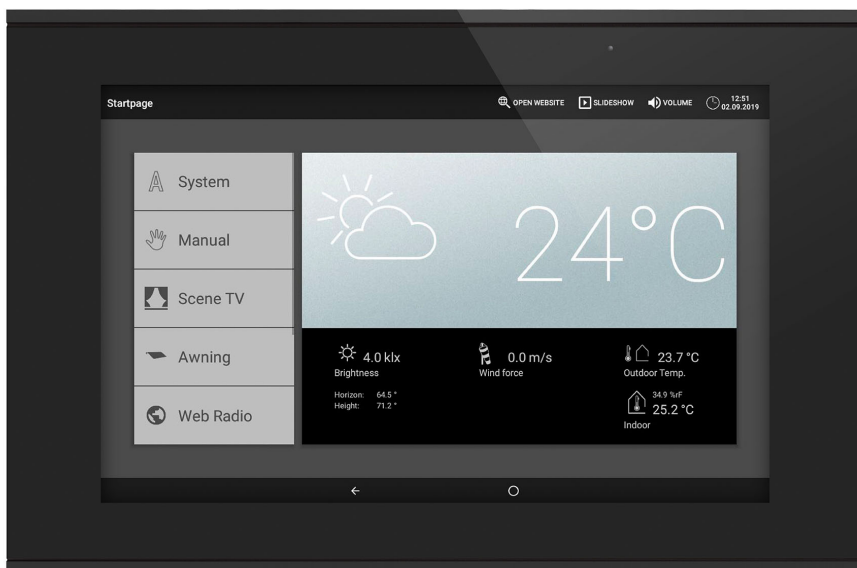 Startpage
OPEN WEBSITE
SLIDESHOW
VOLUME
12:51
02.09.2019
System
Manual
Scene TV
Awning
Web Radio
24°C
4.0 klx
Brightness
Horizon: 64.5 °
Height: 71.2 °
0.0 m/s
Wind force
23.7 °C
Outdoor Temp.
34.9 %rF
25.2 °C
Indoor